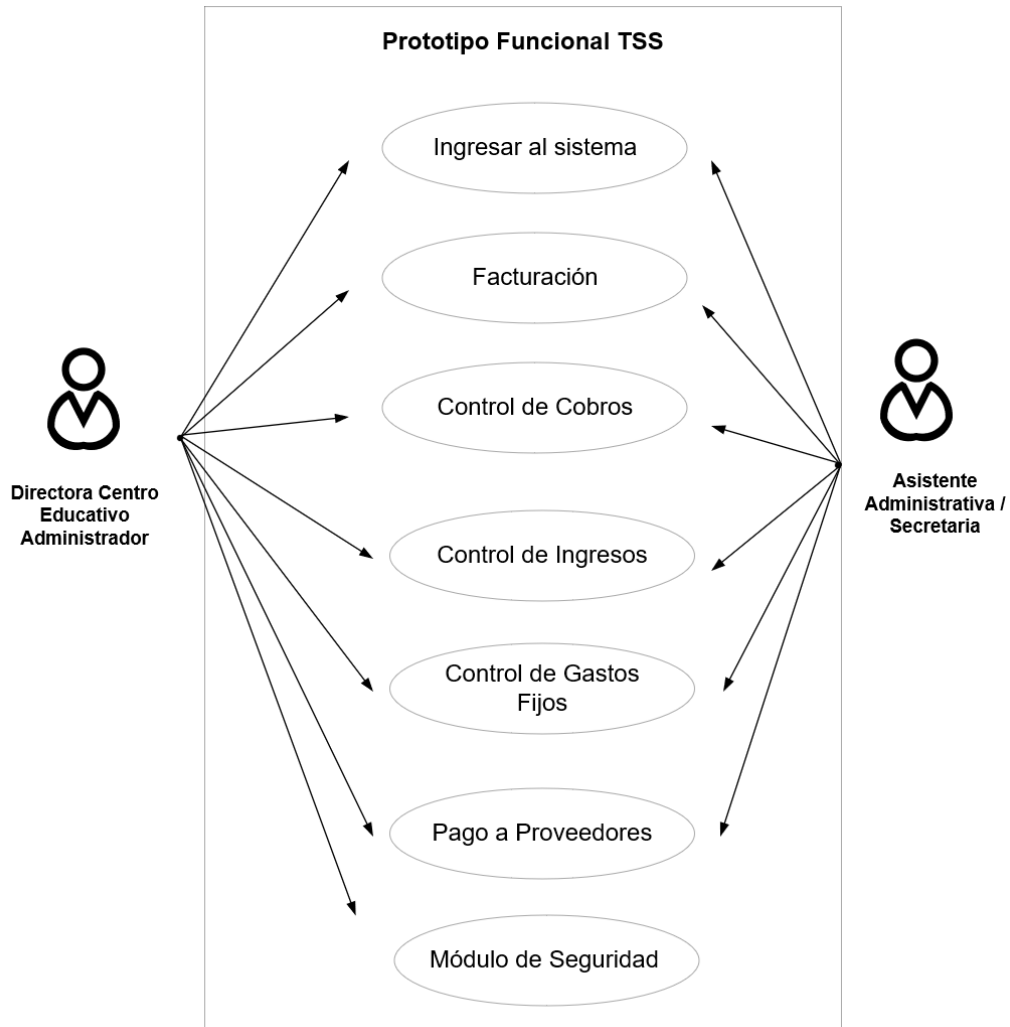 Prototipo Funcional TSS
Ingresar al sistema
Facturación
Control de Cobros
Directora Centro
Educativo
Administrador
Asistente
Administrativa /
Secretaria
Control de Ingresos
Control de Gastos
Fijos
Pago a Proveedores
Módulo de Seguridad